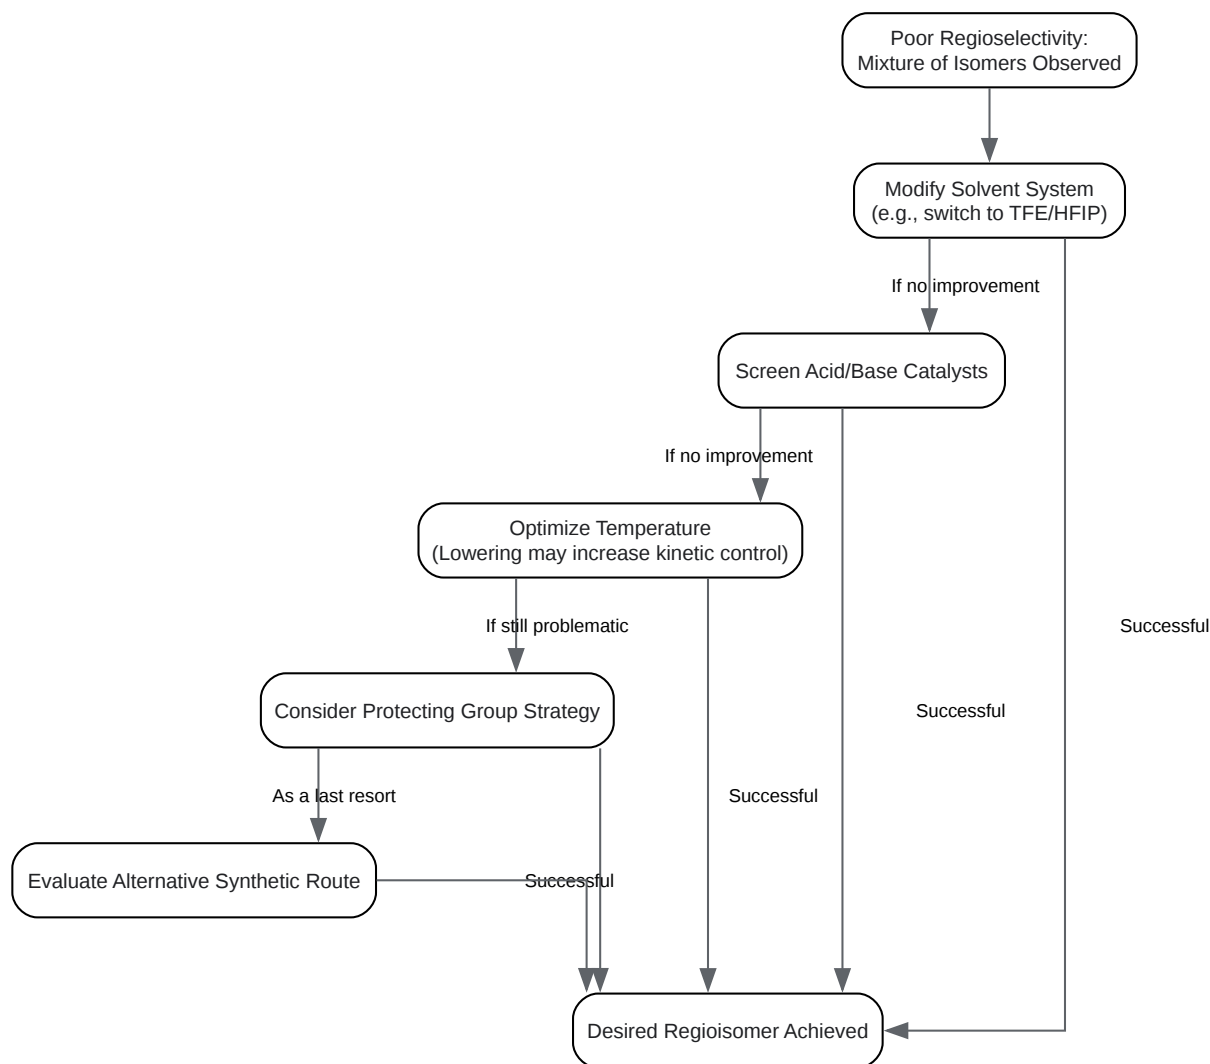 Poor Regioselectivity:
Mixture of Isomers Observed
Modify Solvent System
(e.g., switch to TFE/HFIP)
If no improvement
Screen Acid/Base Catalysts
If no improvement
Optimize Temperature
(Lowering may increase kinetic control)
If still problematic
Successful
Consider Protecting Group Strategy
Successful
As a last resort
Successful
Evaluate Alternative Synthetic Route
Successful
Desired Regioisomer Achieved